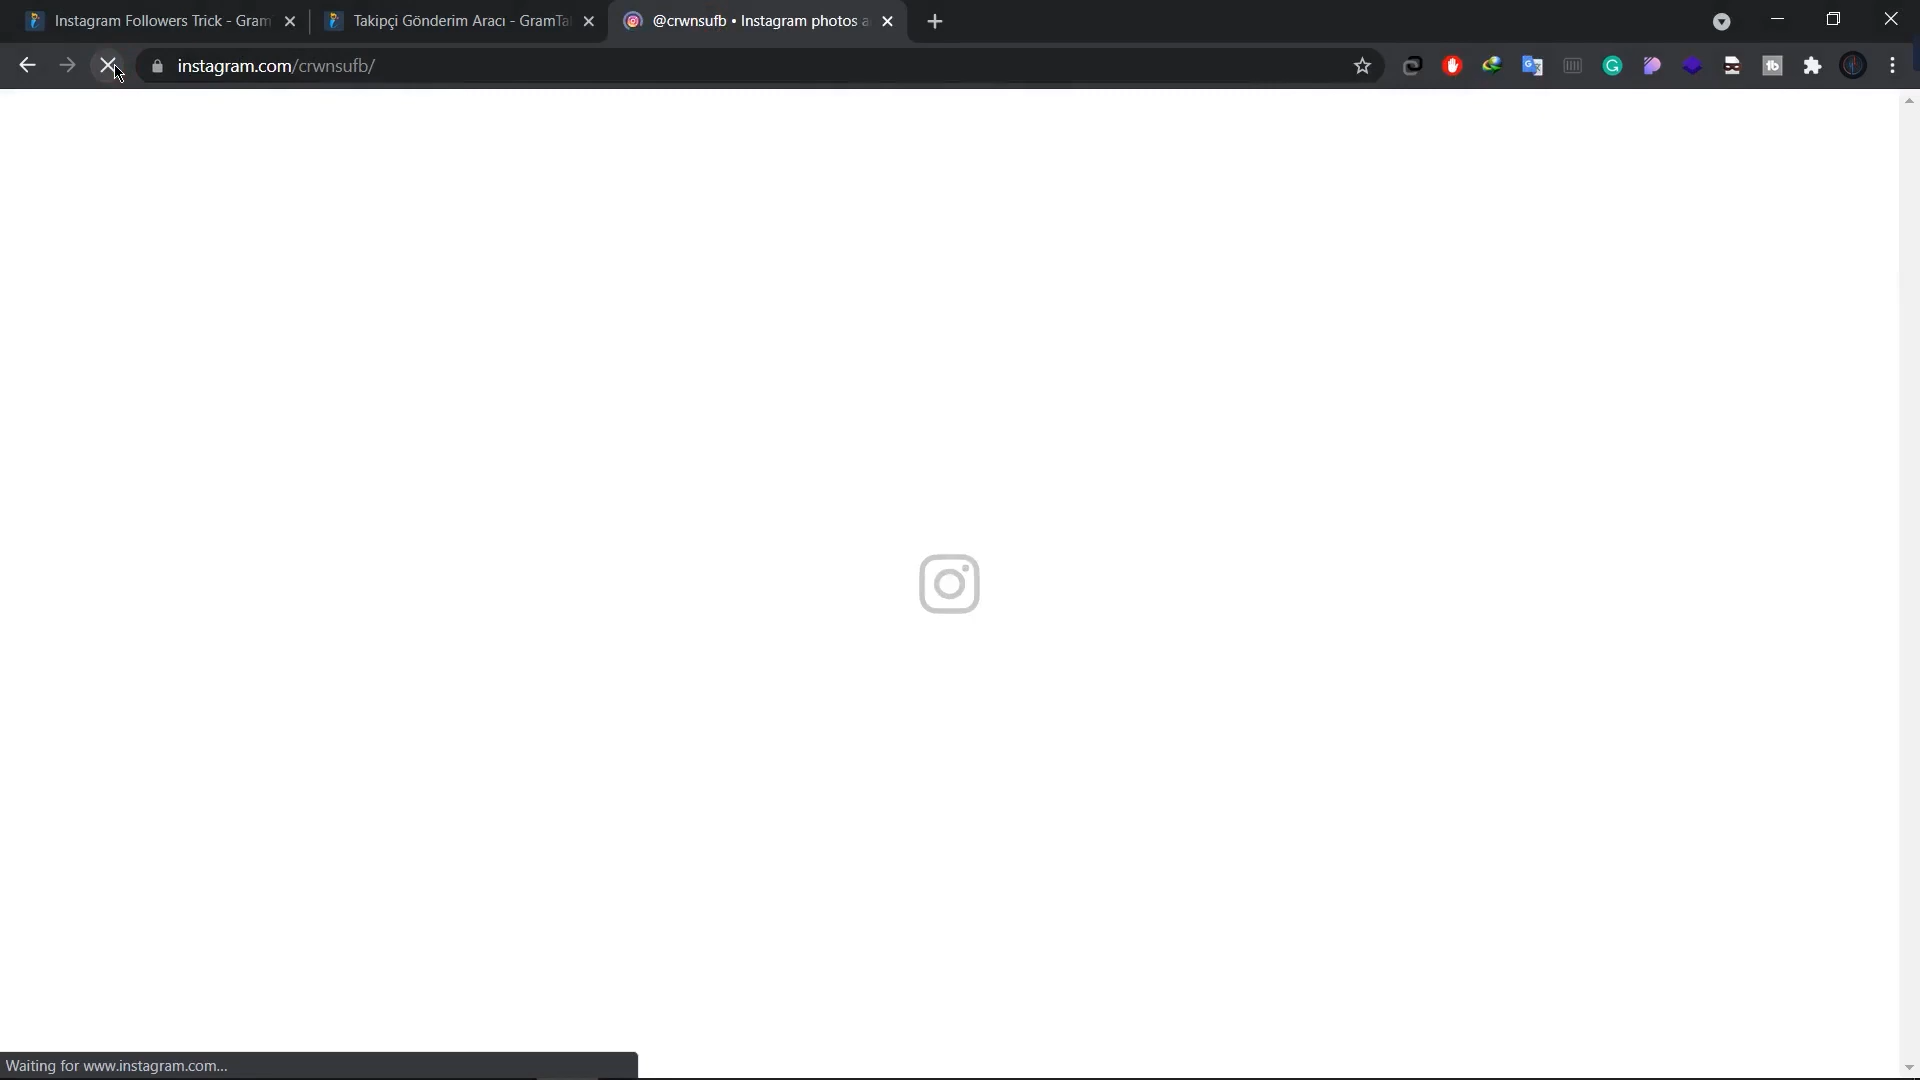 Instagram Followers Trick - Gram
Takipçi Gönderim Aracı - GramTa
@crwnsufb • Instagram photos a
instagram.com/crwnsufb/
G
tb
Waiting for www.instagram.com...